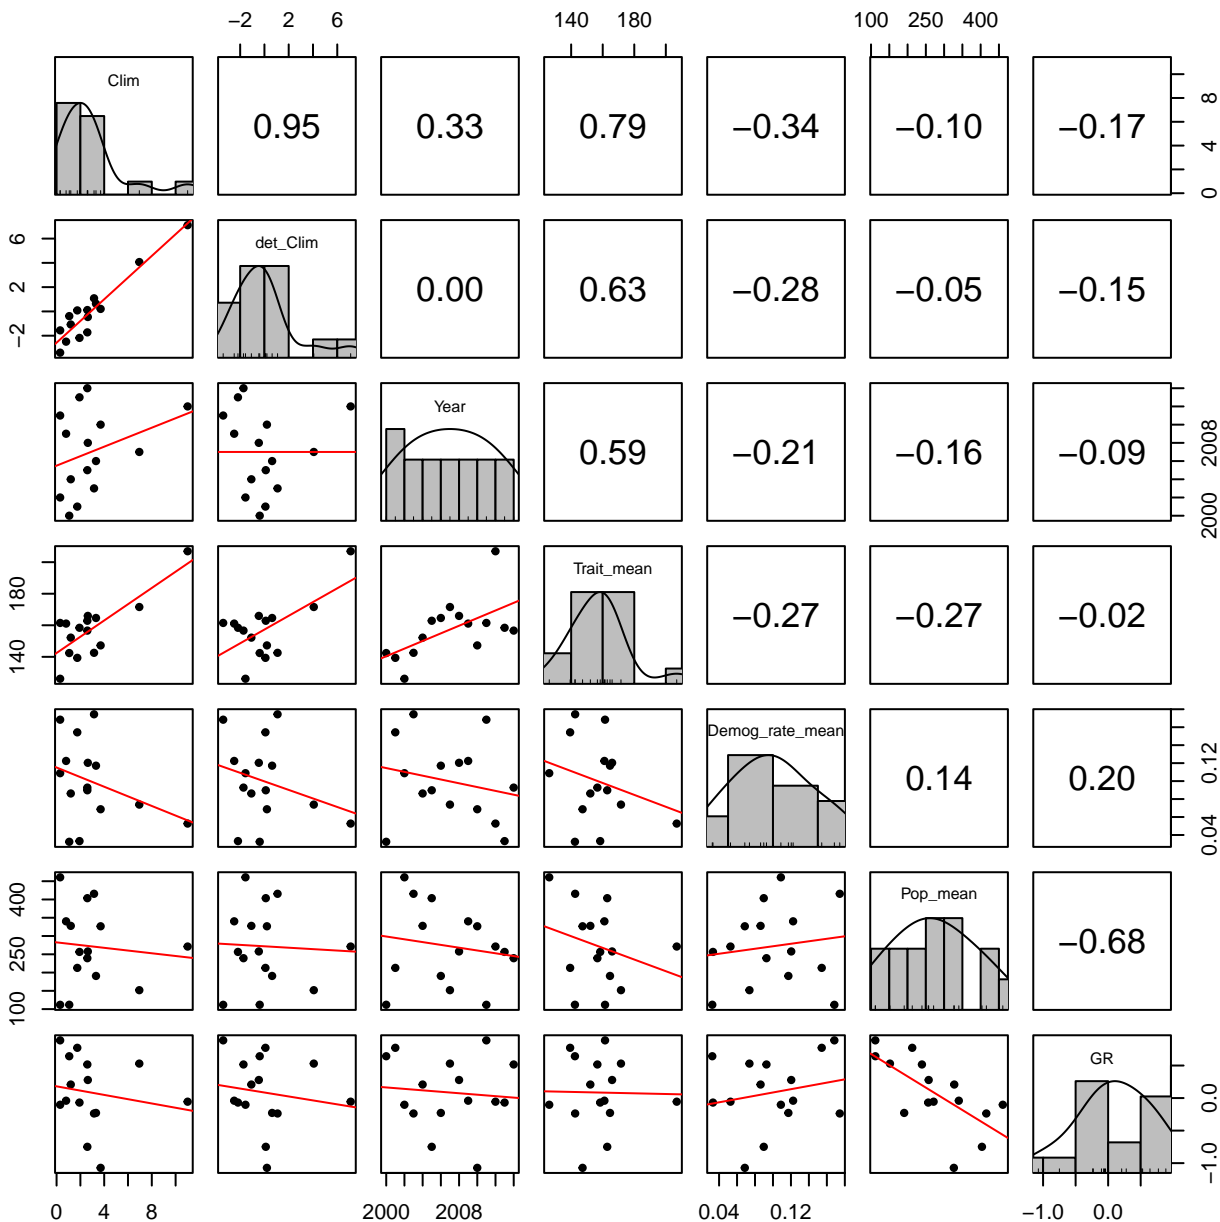 −2 2 6 140 180 100 250 400
Clim 0.95 0.33 0.79 −0.34 −0.10 −0.17 0 4 8
−2 2 6 det_Clim 0.00 0.63 −0.28 −0.05 −0.15
Year 0.59 −0.21 −0.16 −0.09 2000 2008
140 180 Trait_mean −0.27 −0.27 −0.02
Demog_rate_mean 0.14 0.20 0.04 0.12
100 250 400 Pop_mean −0.68
GR −1.0 0.0
0 4 8 2000 2008 0.04 0.12 −1.0 0.0